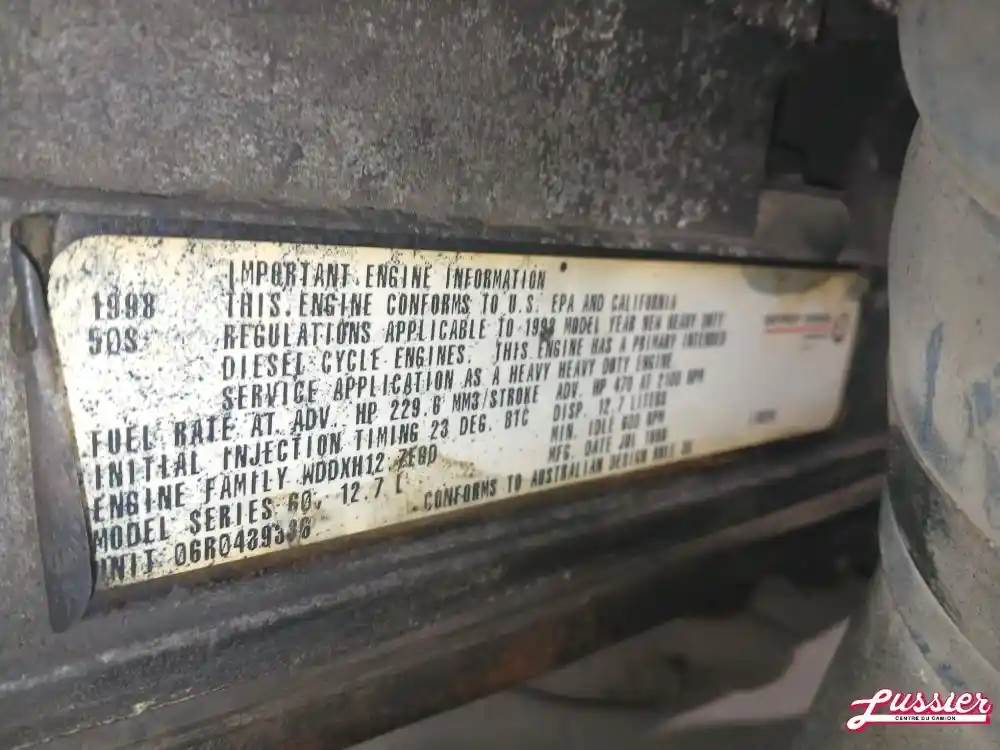 IMPORTANT ENGINE INFORMATION
1998 THIS ENGINE CONFORMS TO U.S. EPA AND CALIFORNIA
50S REGULATIONS APPLICABLE TO 1998 MODEL YEAR NEW HEAVY DUTY
DIESEL CYCLE ENGINES. THIS ENGINE HAS A PRIMARY INTENDED
SERVICE APPLICATION AS A HEAVY HEAVY DUTY ENGINE
FUEL RATE AT ADV. HP 229.6 MM3/STROKE ADV. HP 470 AT 2100 RPM
INITIAL INJECTION TIMING 23 DEG. BTC DISP. 12.7 LITERS
ENGINE FAMILY WDDXH12.7EBD MIN. IDLE 600 RPM
MODEL SERIES 60, 12.7 L MFG. DATE 1998
UNIT 06R0439336 CONFORMS TO AUSTRALIAN DESIGN RULE 30
Lussier
CENTRE DU CAMION